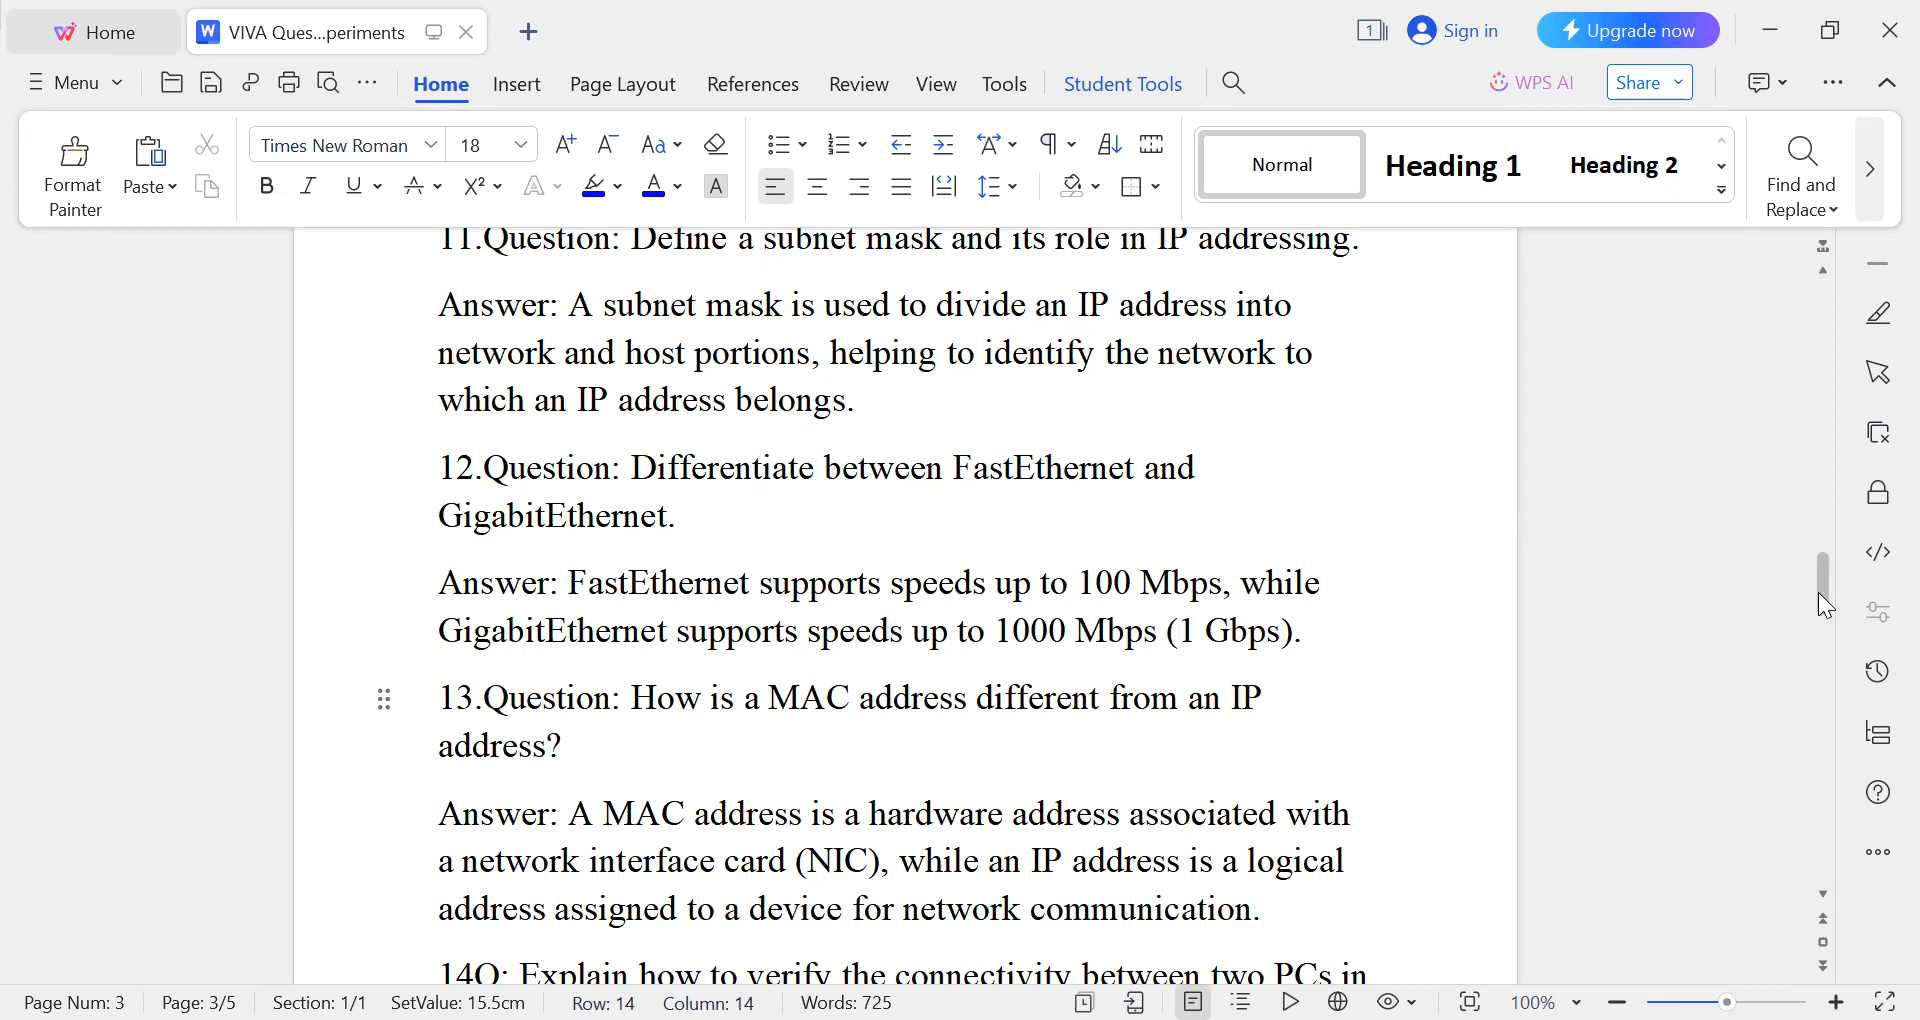 Home
VIVA Ques...periments
Sign in
Upgrade now
Menu
Home Insert Page Layout References Review View Tools Student Tools
WPS AI
Share
Format Painter
Paste
Times New Roman 18
Normal
Heading 1
Heading 2
Find and Replace
11.Question: Define a subnet mask and its role in IP addressing.
Answer: A subnet mask is used to divide an IP address into
network and host portions, helping to identify the network to
which an IP address belongs.
12.Question: Differentiate between FastEthernet and
GigabitEthernet.
Answer: FastEthernet supports speeds up to 100 Mbps, while
GigabitEthernet supports speeds up to 1000 Mbps (1 Gbps).
13.Question: How is a MAC address different from an IP
address?
Answer: A MAC address is a hardware address associated with
a network interface card (NIC), while an IP address is a logical
address assigned to a device for network communication.
14Q: Explain how to verify the connectivity between two PCs in
Page Num: 3 Page: 3/5 Section: 1/1 SetValue: 15.5cm Row: 14 Column: 14 Words: 725 100%